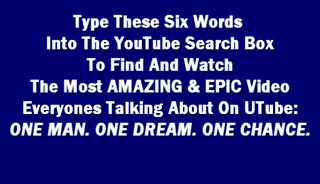 Type These Six Words
Into The YouTube Search Box
To Find And Watch
The Most AMAZING & EPIC Video
Everyones Talking About On UTube:
ONE MAN. ONE DREAM. ONE CHANCE.